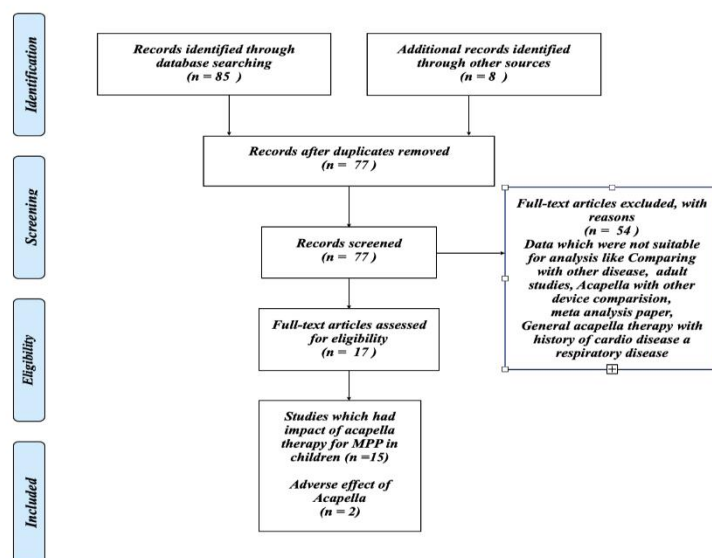 Identification
Records identified through
database searching
(n = 85 )
Additional records identified
through other sources
(n = 8 )
Records after duplicates removed
(n = 77 )
Screening
Records screened
(n = 77 )
Full-text articles excluded, with
reasons
(n = 54 )
Data which were not suitable
for analysis like Comparing
with other disease, adult
studies, Acapella with other
device comparision,
meta analysis paper,
General acapella therapy with
history of cardio disease a
respiratory disease
Eligibility
Full-text articles assessed
for eligibility
(n = 17 )
Included
Studies which had
impact of acapella
therapy for MPP in
children (n =15)
Adverse effect of
Acapella
(n = 2)